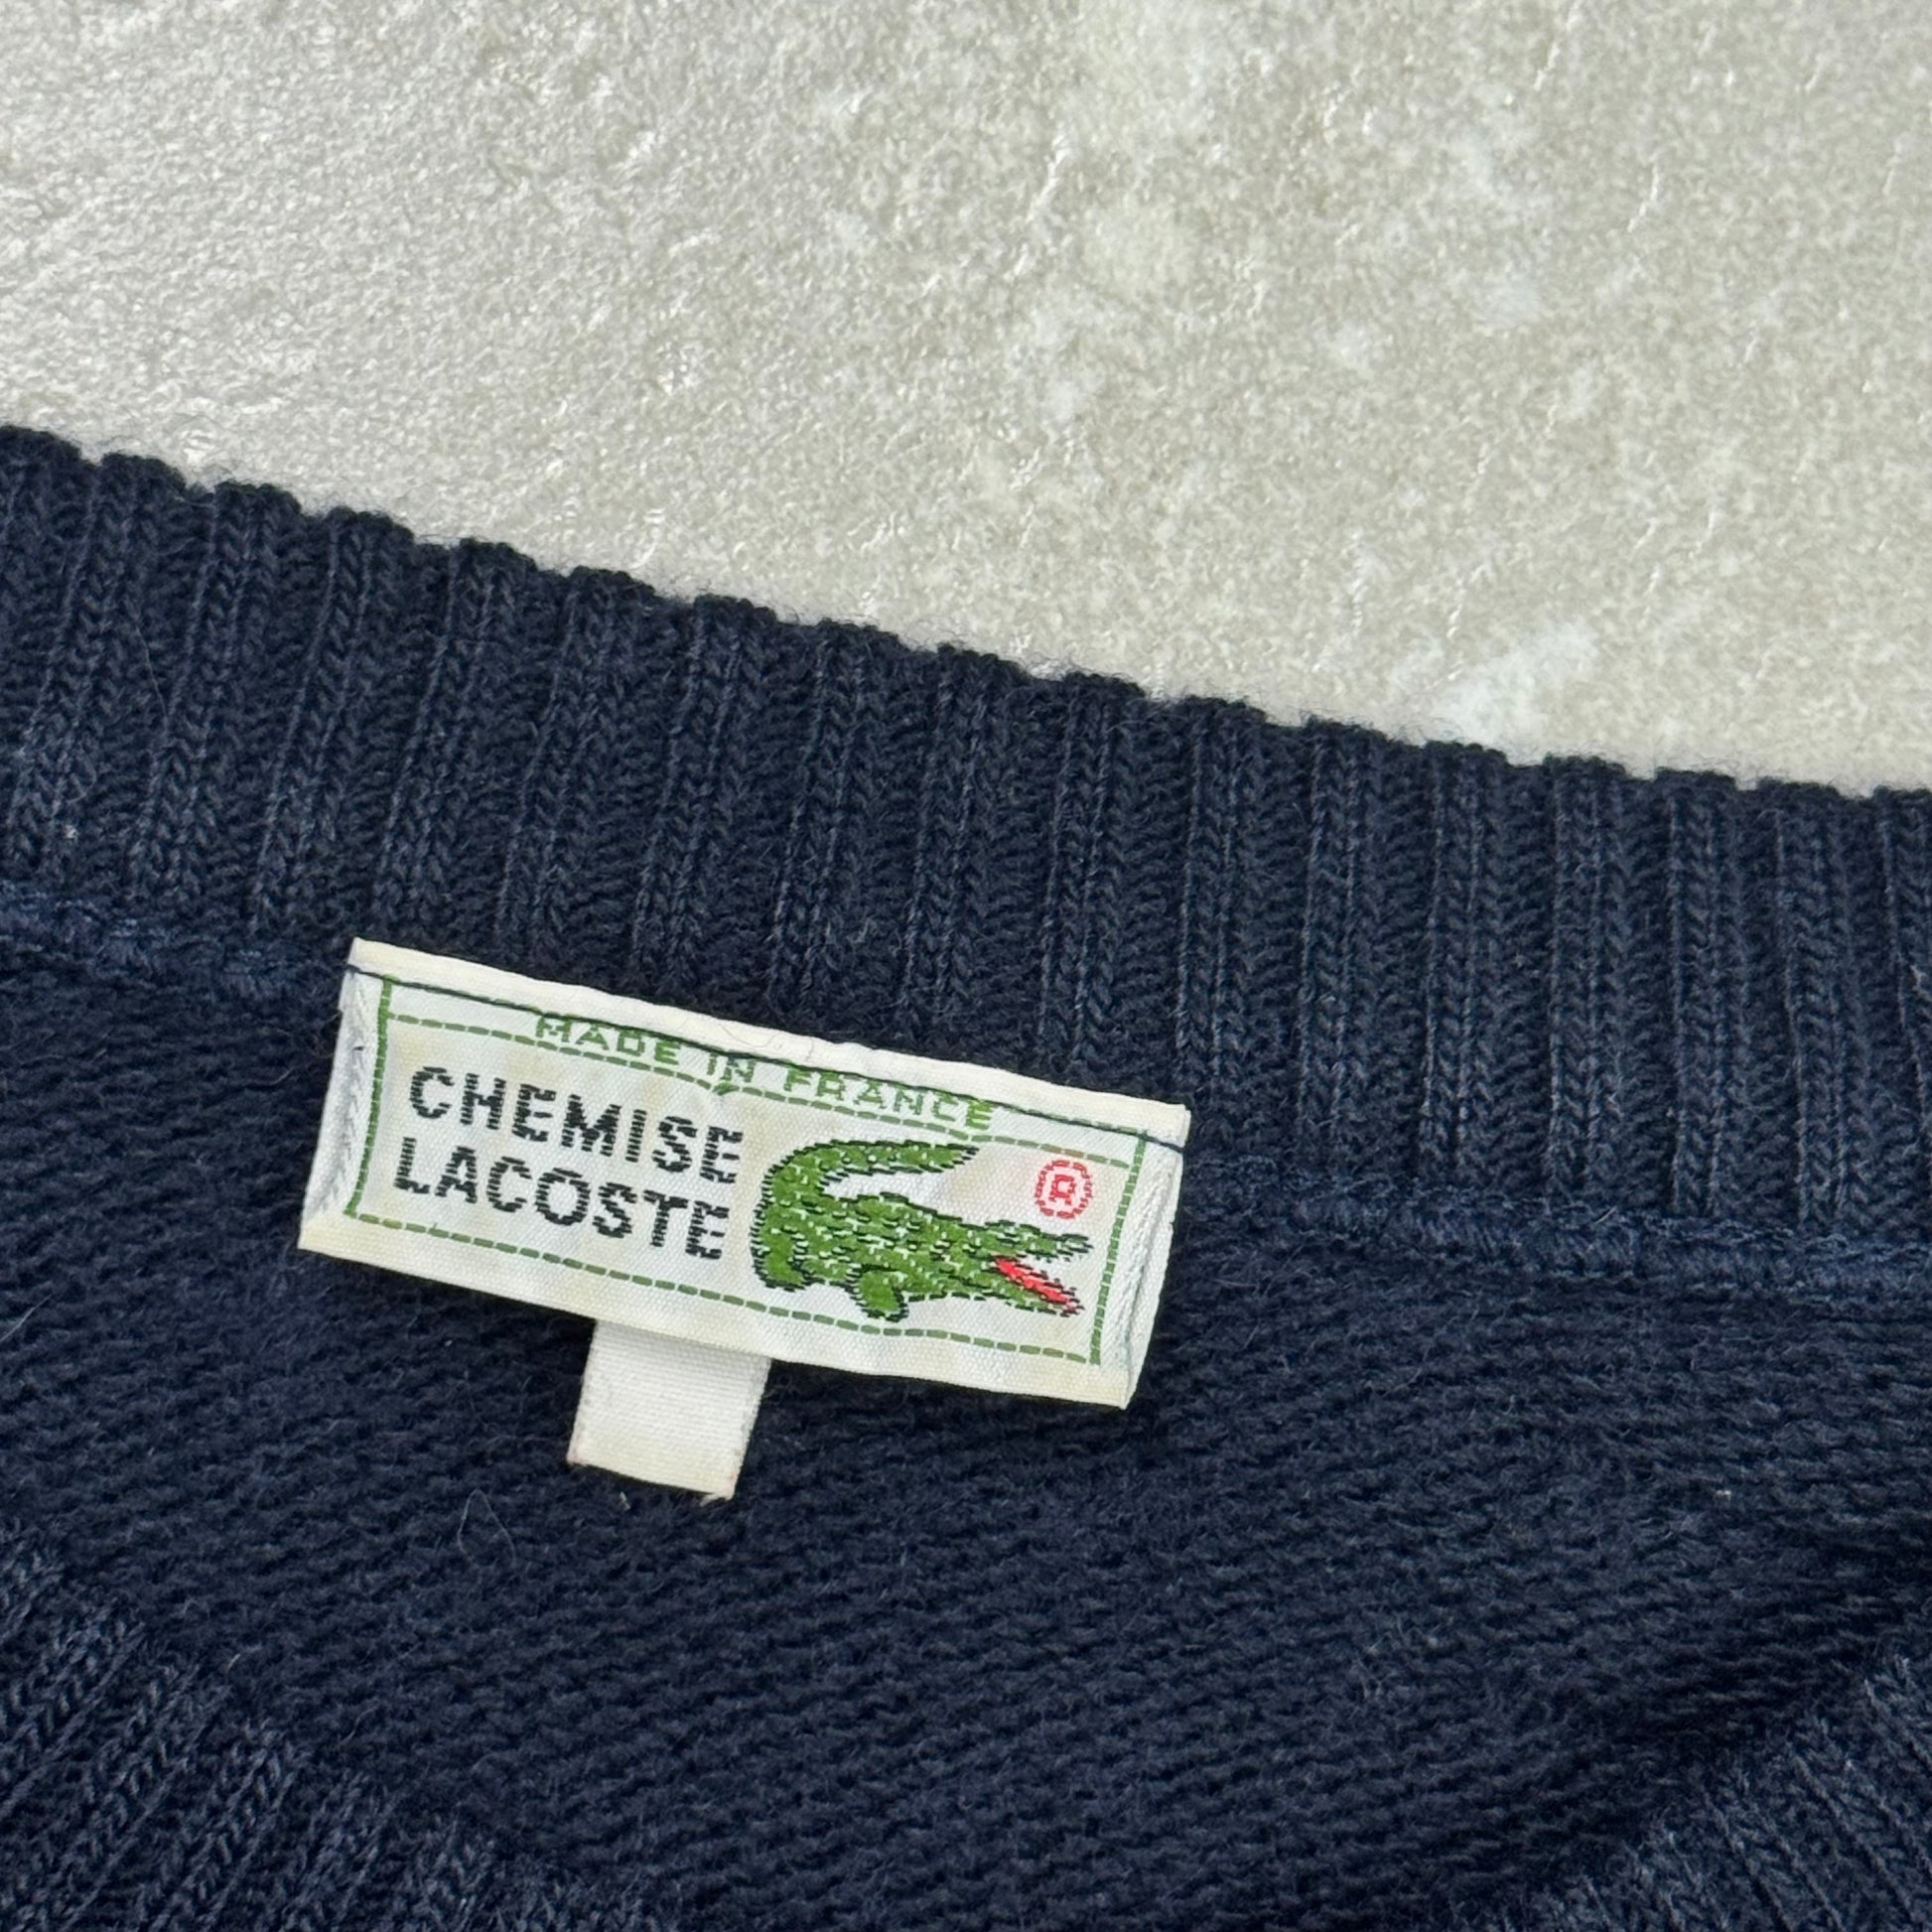 MADE IN FRANCE
CHEMISE
LACOSTE
®